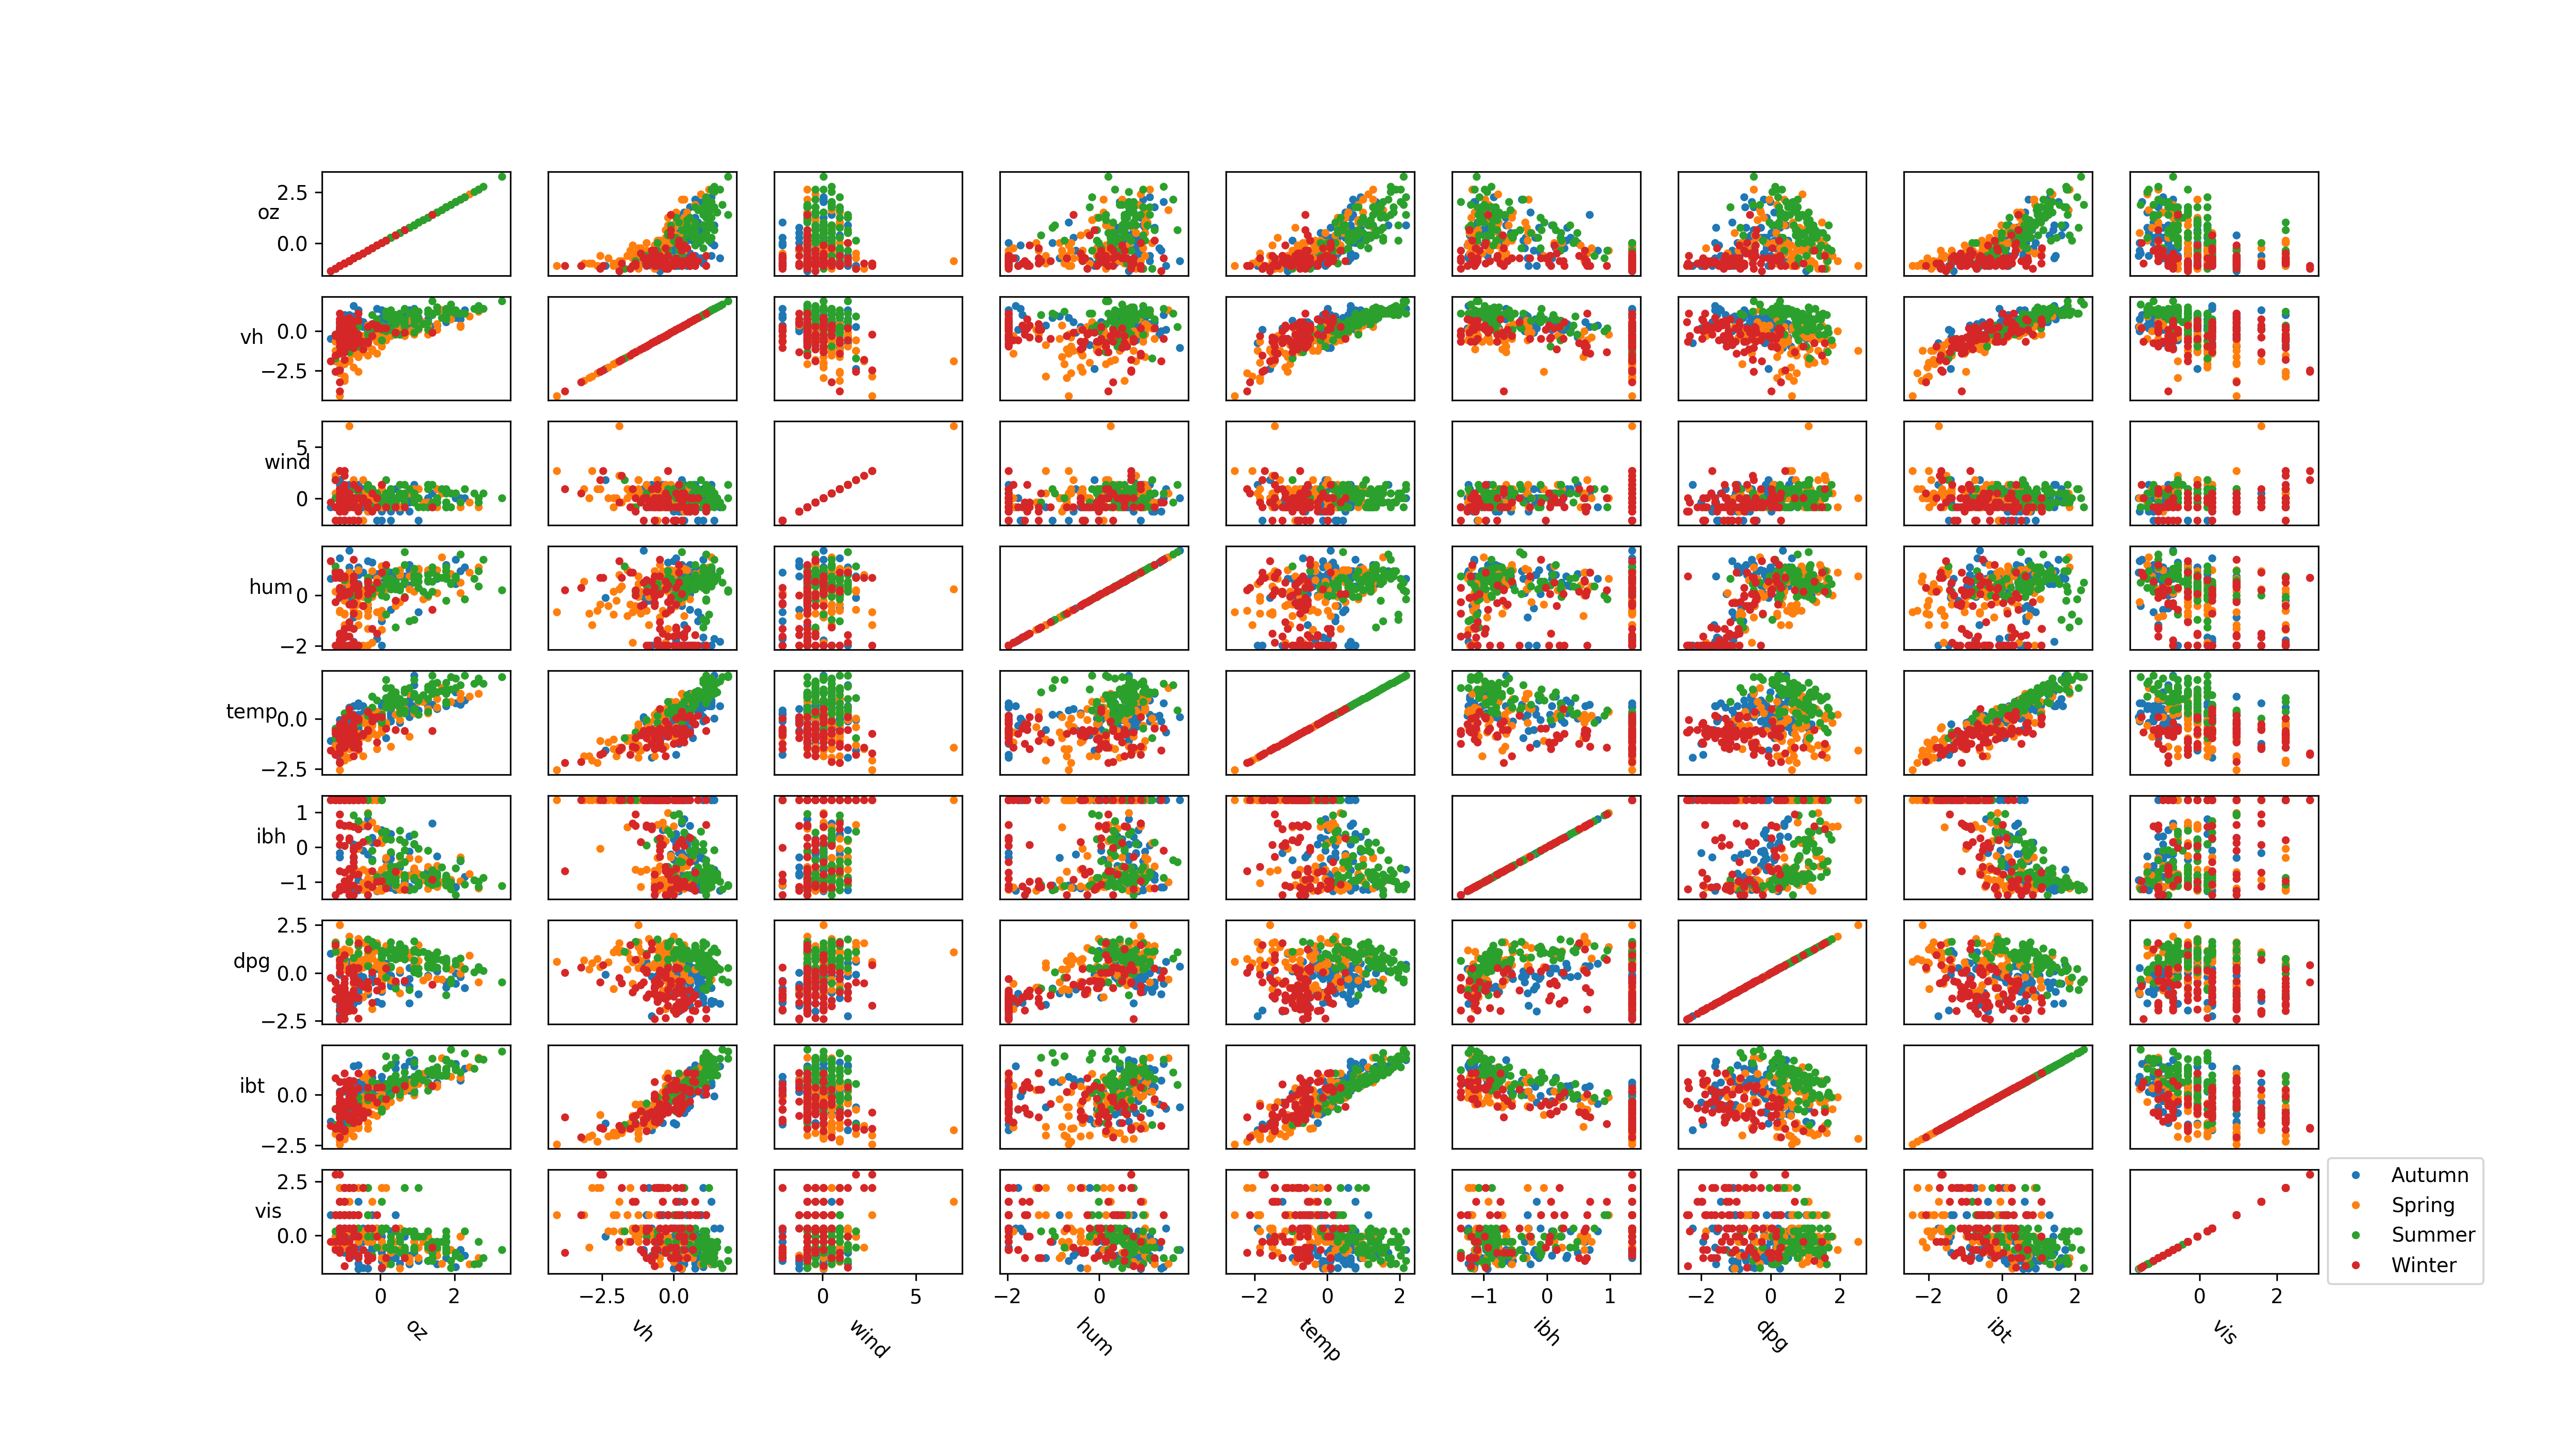 oz 2.5
0.0
vh 0.0
−2.5
wind 5
0
hum 0
−2
temp 0.0
−2.5
ibh 1
0
−1
dpg 2.5
0.0
−2.5
ibt 0.0
−2.5
vis 2.5
0.0
0 2 −2.5 0.0 0 5 −2 0 −2 0 2 −1 0 1 −2 0 2 −2 0 2 0 2
oz vh wind hum temp ibh dpg ibt vis
Autumn
Spring
Summer
Winter